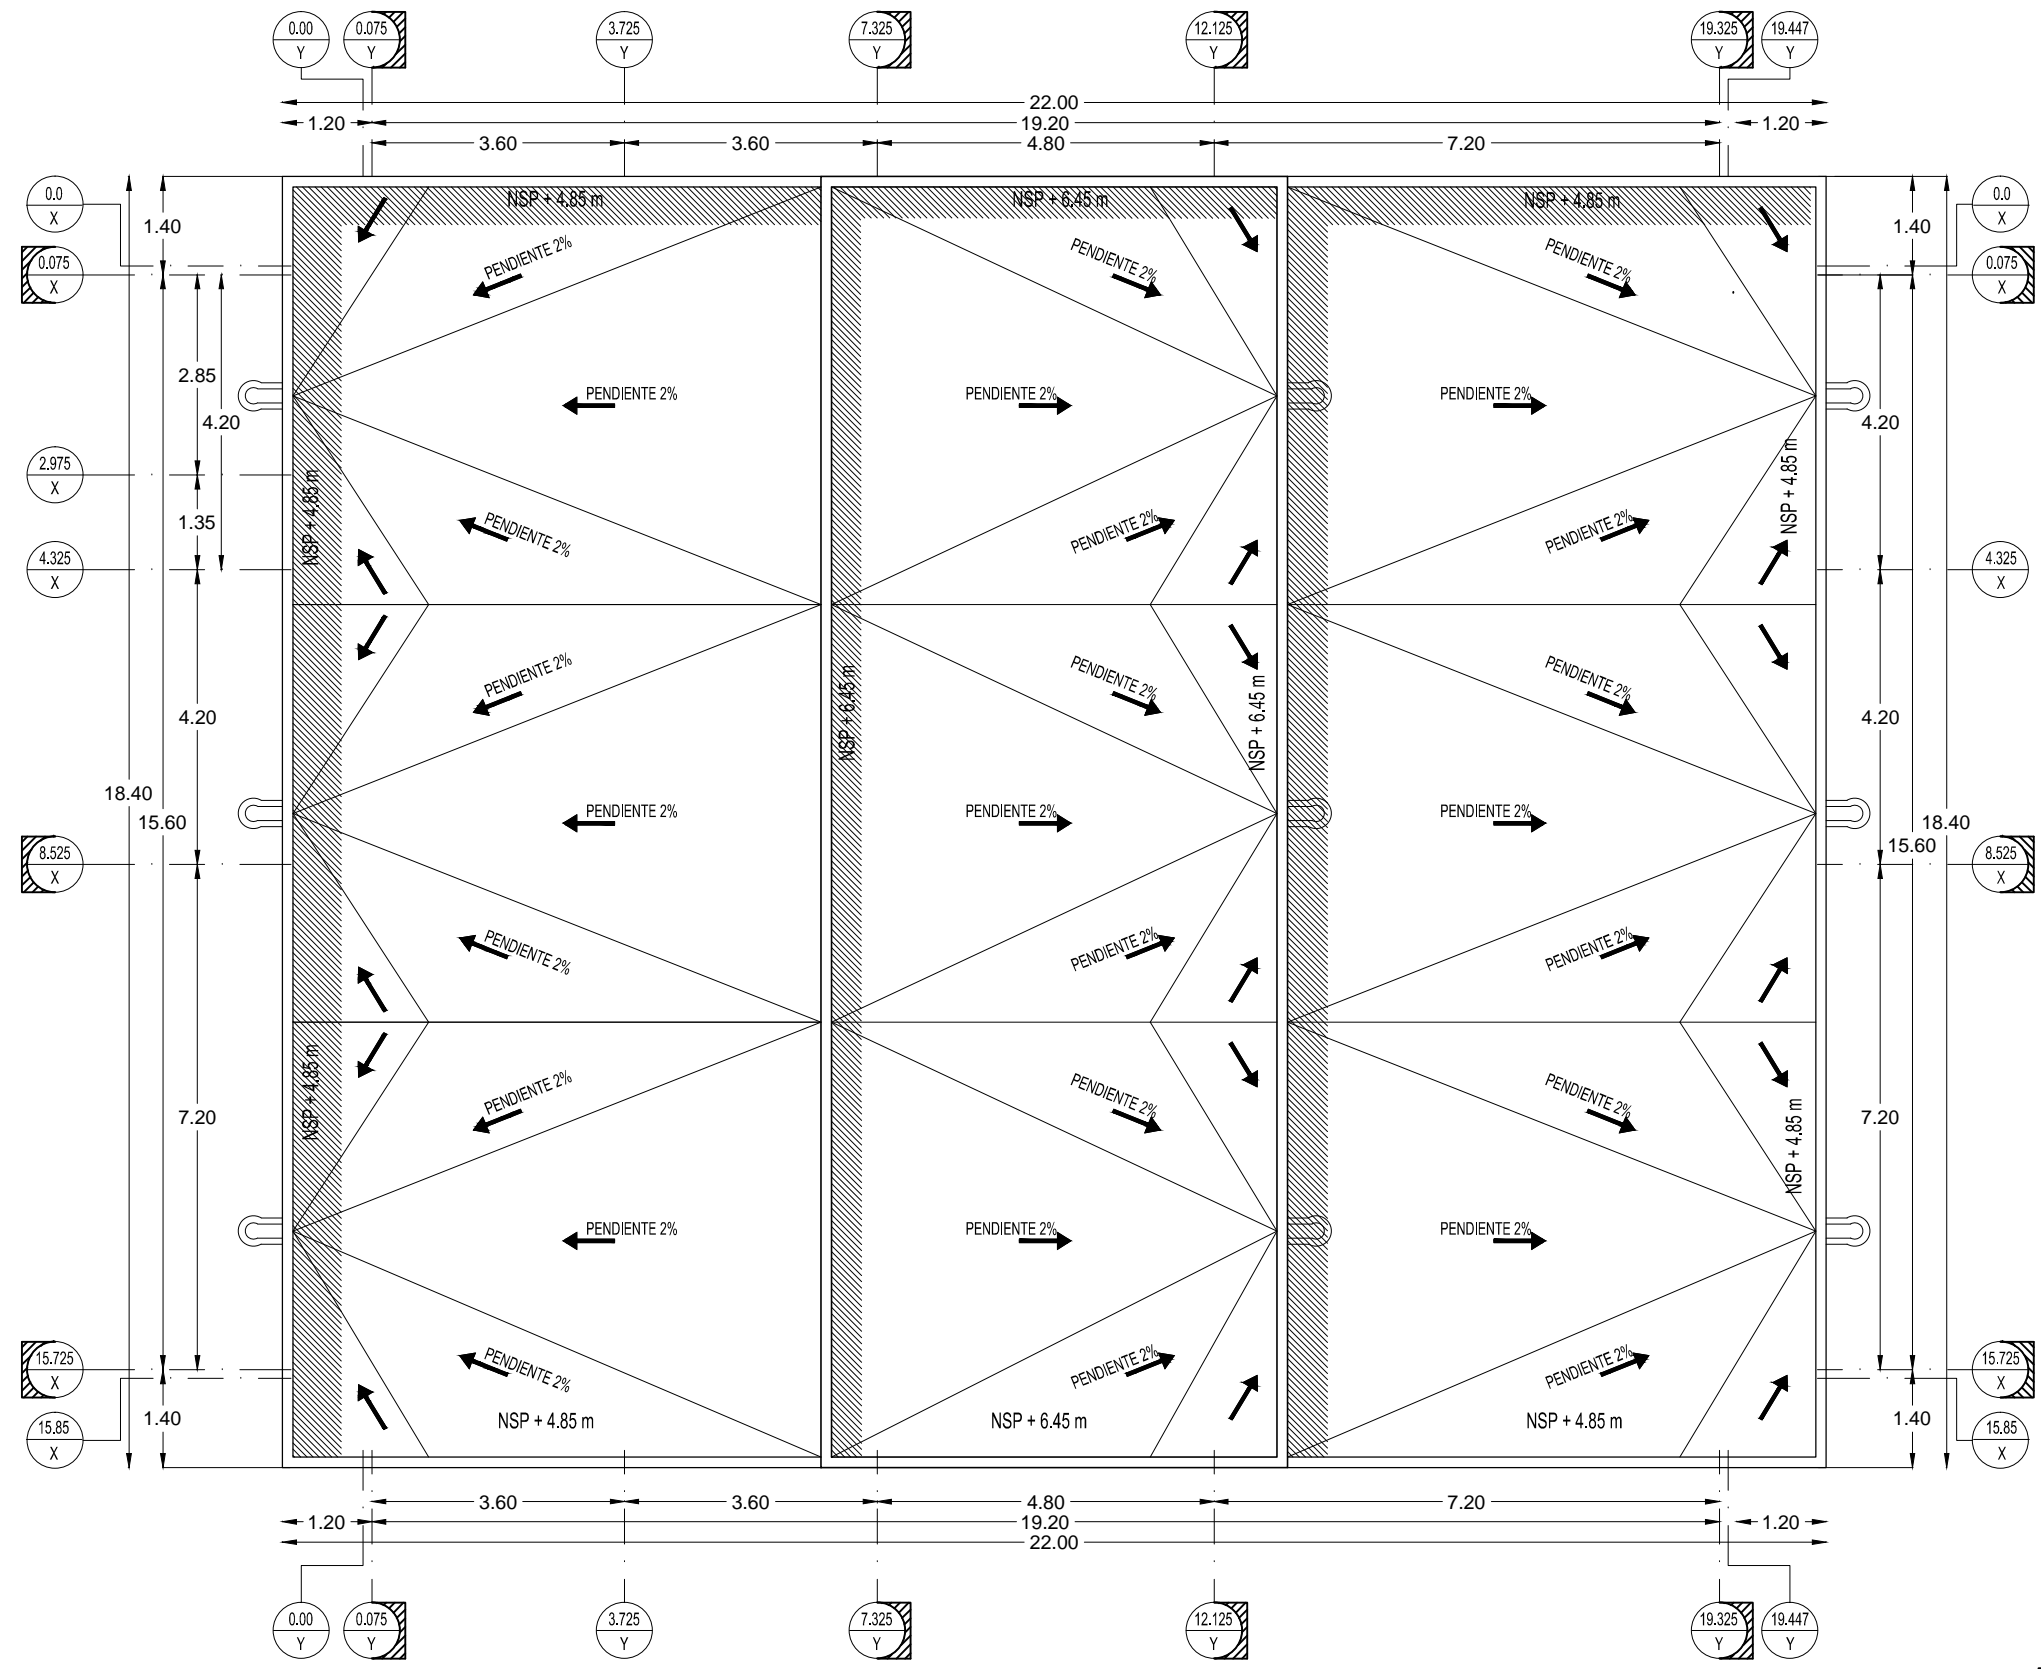 0.00 Y
0.075 Y
3.725 Y
7.325 Y
12.125 Y
19.325 Y
19.447 Y
22.00
1.20
19.20
1.20
3.60
3.60
4.80
7.20
0.0 X
NSP + 4.85 m
NSP + 6.45 m
NSP + 4.85 m
0.0 X
1.40
1.40
0.075 X
PENDIENTE 2%
PENDIENTE 2%
PENDIENTE 2%
0.075 X
2.85
PENDIENTE 2%
PENDIENTE 2%
PENDIENTE 2%
4.20
4.20
2.975 X
NSP + 4.85 m
NSP + 4.85 m
1.35
PENDIENTE 2%
PENDIENTE 2%
PENDIENTE 2%
4.325 X
4.325 X
PENDIENTE 2%
PENDIENTE 2%
PENDIENTE 2%
4.20
NSP + 6.45 m
NSP + 6.45 m
4.20
18.40
15.60
PENDIENTE 2%
PENDIENTE 2%
PENDIENTE 2%
18.40
15.60
8.525 X
8.525 X
PENDIENTE 2%
PENDIENTE 2%
PENDIENTE 2%
NSP + 4.85 m
PENDIENTE 2%
PENDIENTE 2%
PENDIENTE 2%
7.20
NSP + 4.85 m
7.20
PENDIENTE 2%
PENDIENTE 2%
PENDIENTE 2%
15.725 X
PENDIENTE 2%
PENDIENTE 2%
PENDIENTE 2%
15.725 X
1.40
NSP + 4.85 m
NSP + 6.45 m
NSP + 4.85 m
1.40
15.85 X
15.85 X
3.60
3.60
4.80
7.20
1.20
19.20
1.20
22.00
0.00 Y
0.075 Y
3.725 Y
7.325 Y
12.125 Y
19.325 Y
19.447 Y